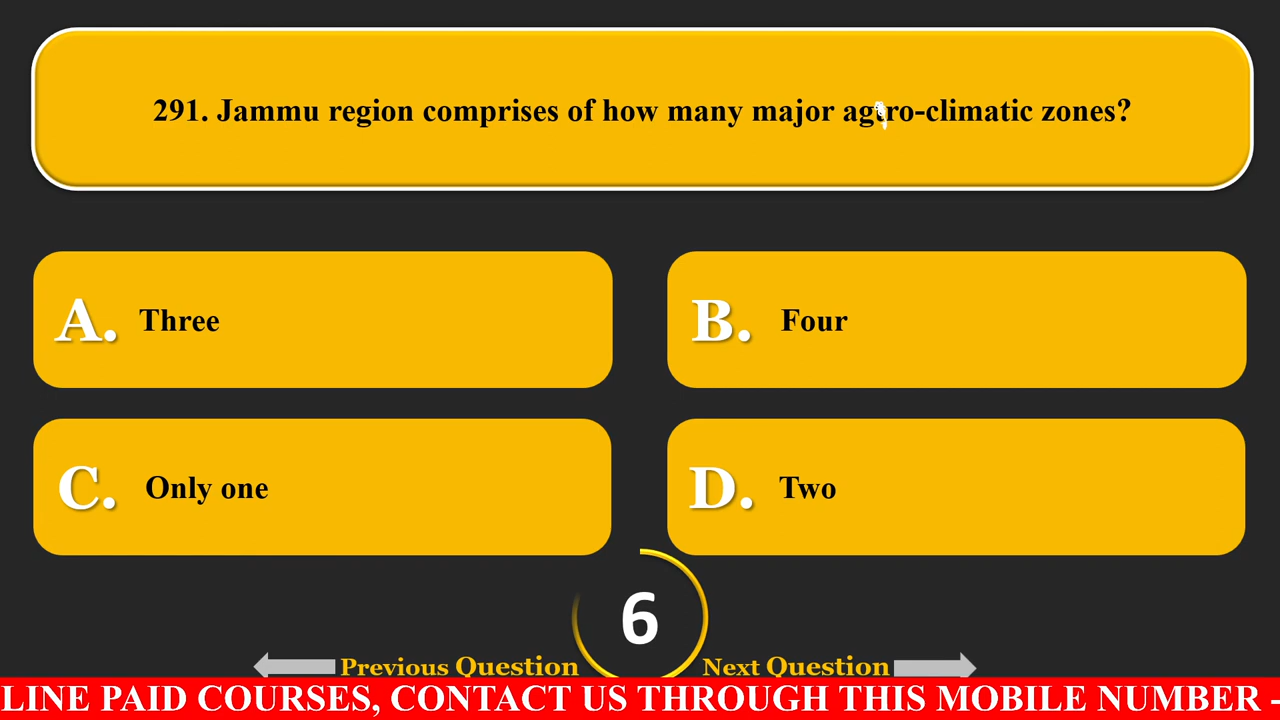 291. Jammu region comprises of how many major agro-climatic zones?
A. Three
B. Four
C. Only one
D. Two
6
Previous Question
Next Question
LINE PAID COURSES, CONTACT US THROUGH THIS MOBILE NUMBER -